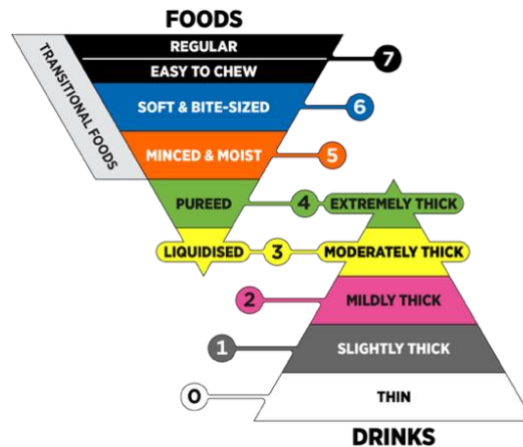 FOODS
REGULAR
7
EASY TO CHEW
TRANSITIONAL FOODS
SOFT & BITE-SIZED
6
MINCED & MOIST
5
PUREED
4
EXTREMELY THICK
LIQUIDISED
3
MODERATELY THICK
2
MILDLY THICK
1
SLIGHTLY THICK
0
THIN
DRINKS